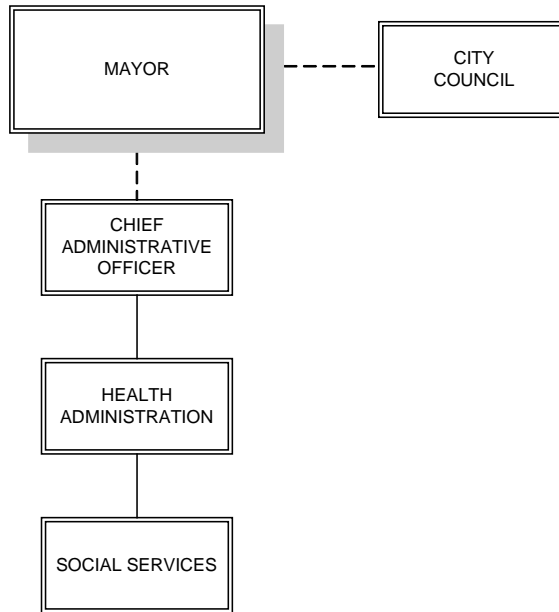 MAYOR
CITY
COUNCIL
CHIEF
ADMINISTRATIVE
OFFICER
HEALTH
ADMINISTRATION
SOCIAL SERVICES